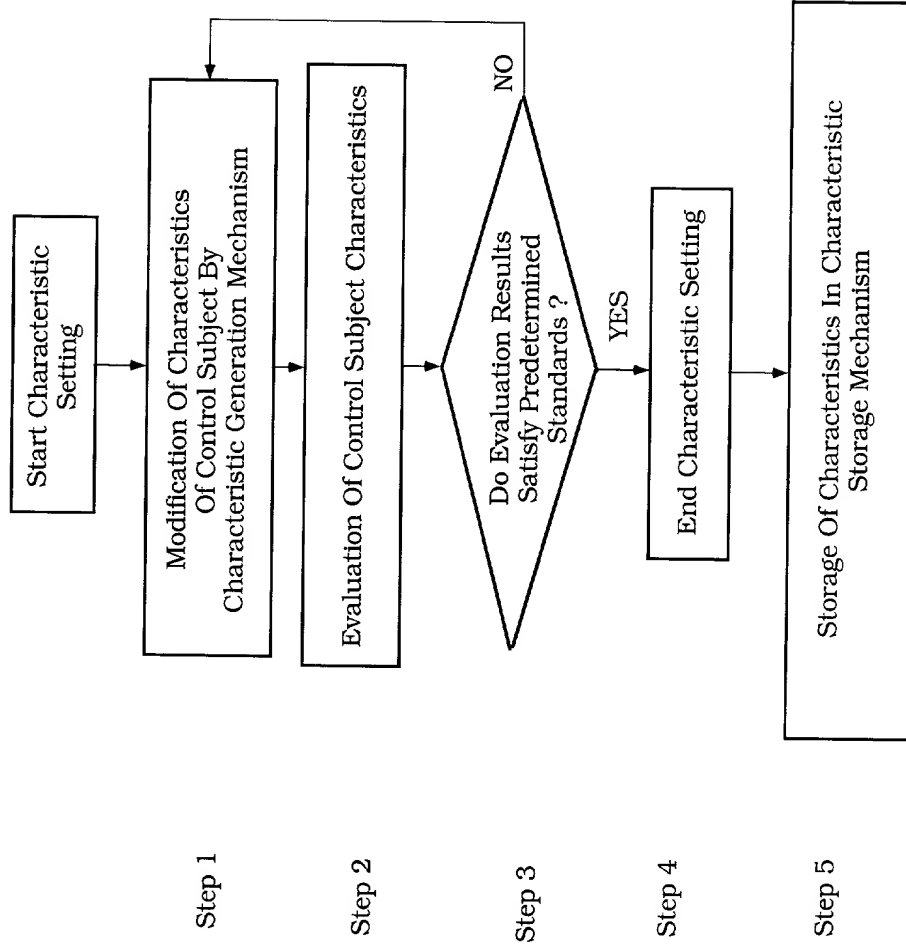 Start Characteristic
Setting
Step 1
Modification Of Characteristics
Of Control Subject By
Characteristic Generation Mechanism
Step 2
Evaluation Of Control Subject Characteristics
Step 3
Do Evaluation Results
Satisfy Predetermined
Standards ?
NO
YES
Step 4
End Characteristic Setting
Step 5
Storage Of Characteristics In Characteristic
Storage Mechanism